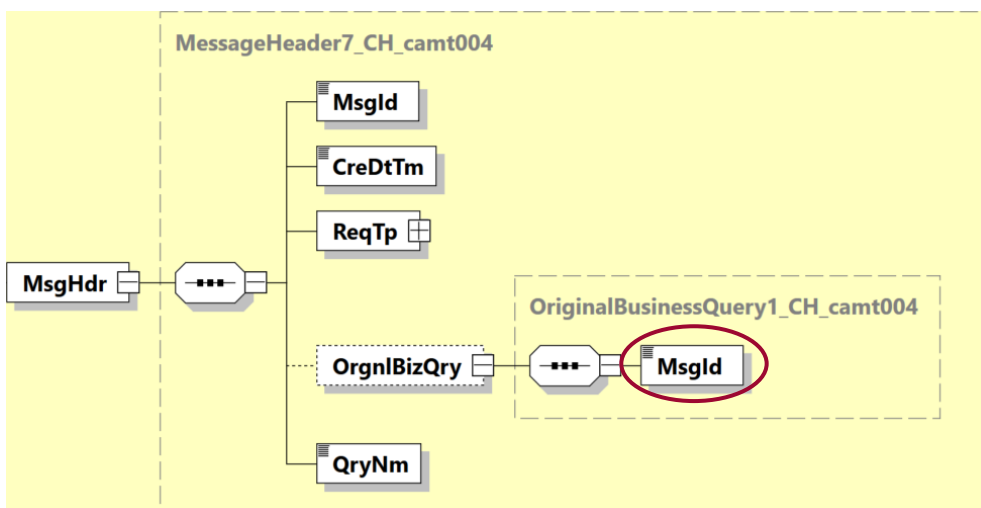 MessageHeader7_CH_camt004
MsgId
CreDtTm
ReqTp
MsgHdr
OriginalBusinessQuery1_CH_camt004
OrgnlBizQry
MsgId
QryNm